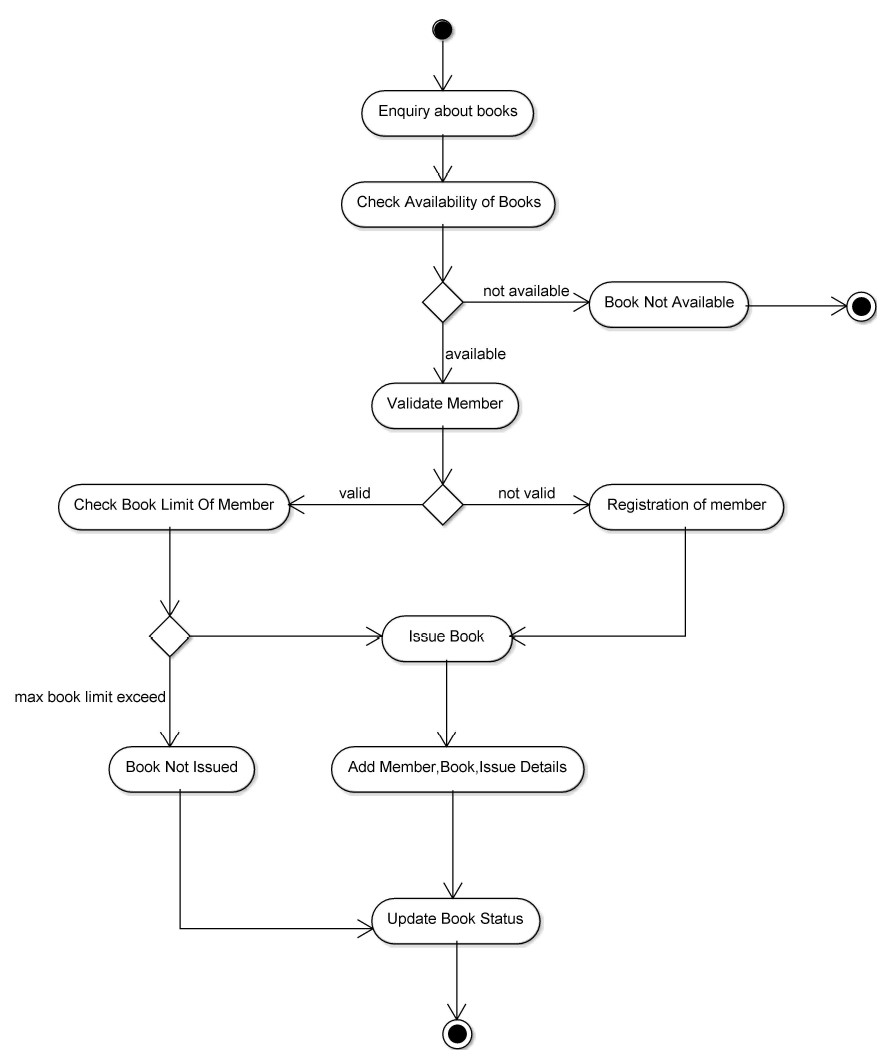 Enquiry about books
Check Availability of Books
not available
Book Not Available
available
Validate Member
Check Book Limit Of Member
valid
not valid
Registration of member
Issue Book
max book limit exceed
Book Not Issued
Add Member,Book,Issue Details
Update Book Status